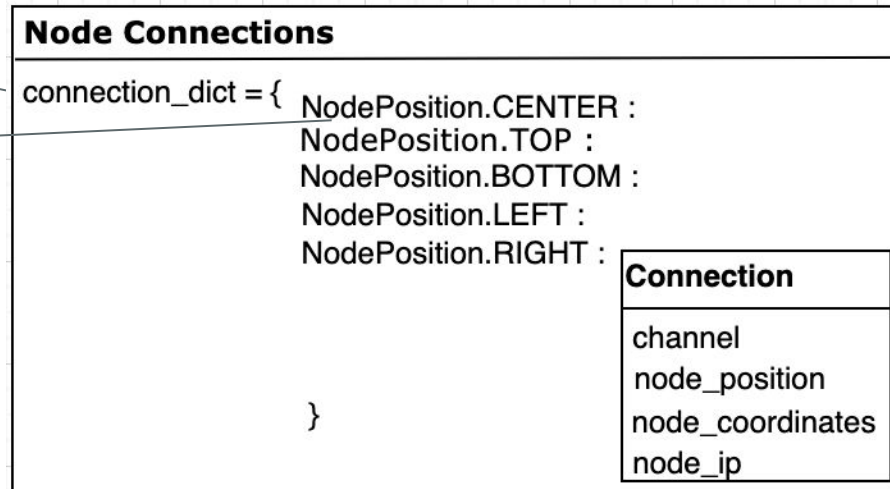 Node Connections
connection_dict = {
NodePosition.CENTER :
NodePosition.TOP :
NodePosition.BOTTOM :
NodePosition.LEFT :
NodePosition.RIGHT :
Connection
channel
node_position
node_coordinates
node_ip
}